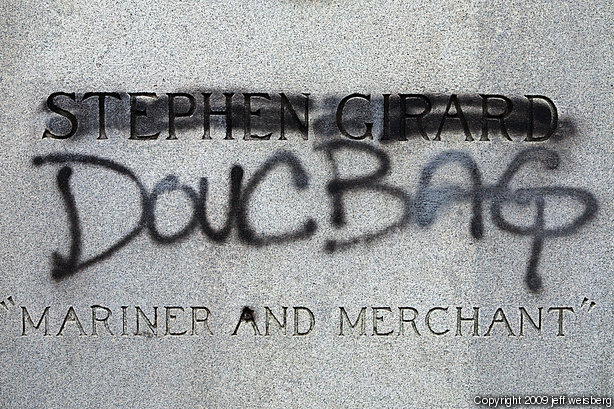 STEPHEN GIRARD
DOUCBAG
"MARINER AND MERCHANT"
Copyright 2009 jeff weisberg